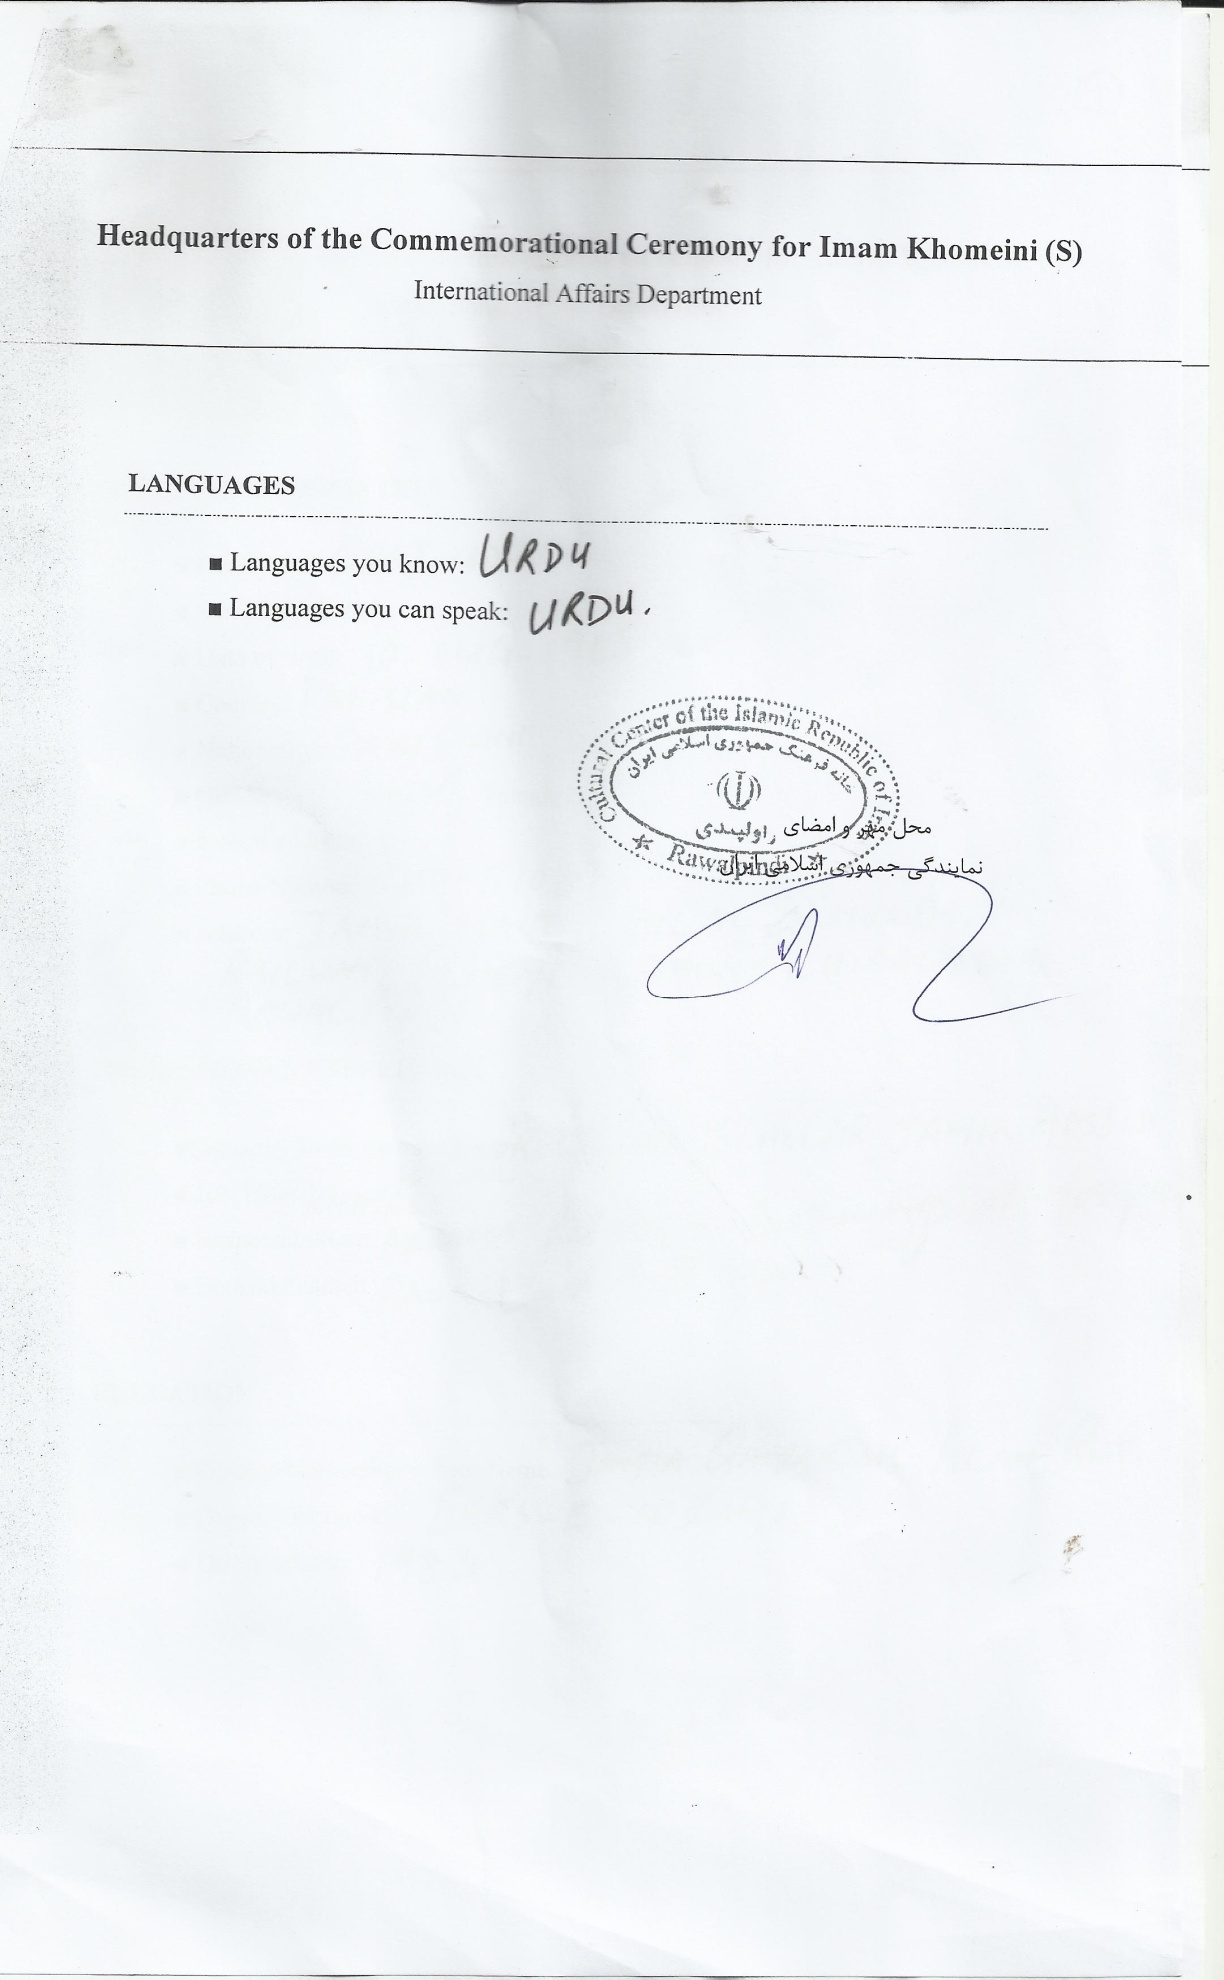 Headquarters of the Commemorational Ceremony for Imam Khomeini (S)
International Affairs Department
LANGUAGES
■ Languages you know: URDU
■ Languages you can speak: URDU.
Cultural Center of the Islamic Republic of
خانه فرهنگ جمهوری اسلامی ایران
راولپندی
Rawalpindi
محل مهر و امضای
نمایندگی جمهوری اسلامی ایران